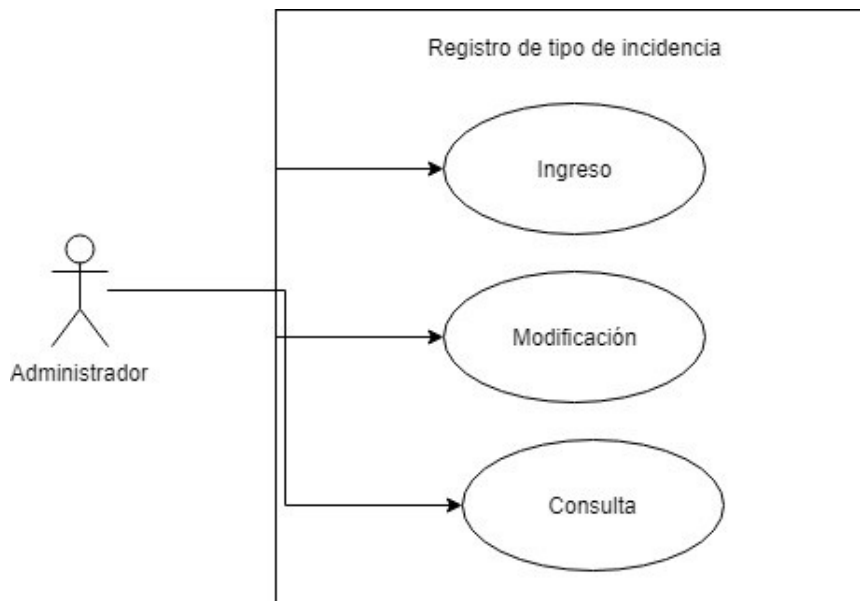 Registro de tipo de incidencia
Ingreso
Modificación
Administrador
Consulta